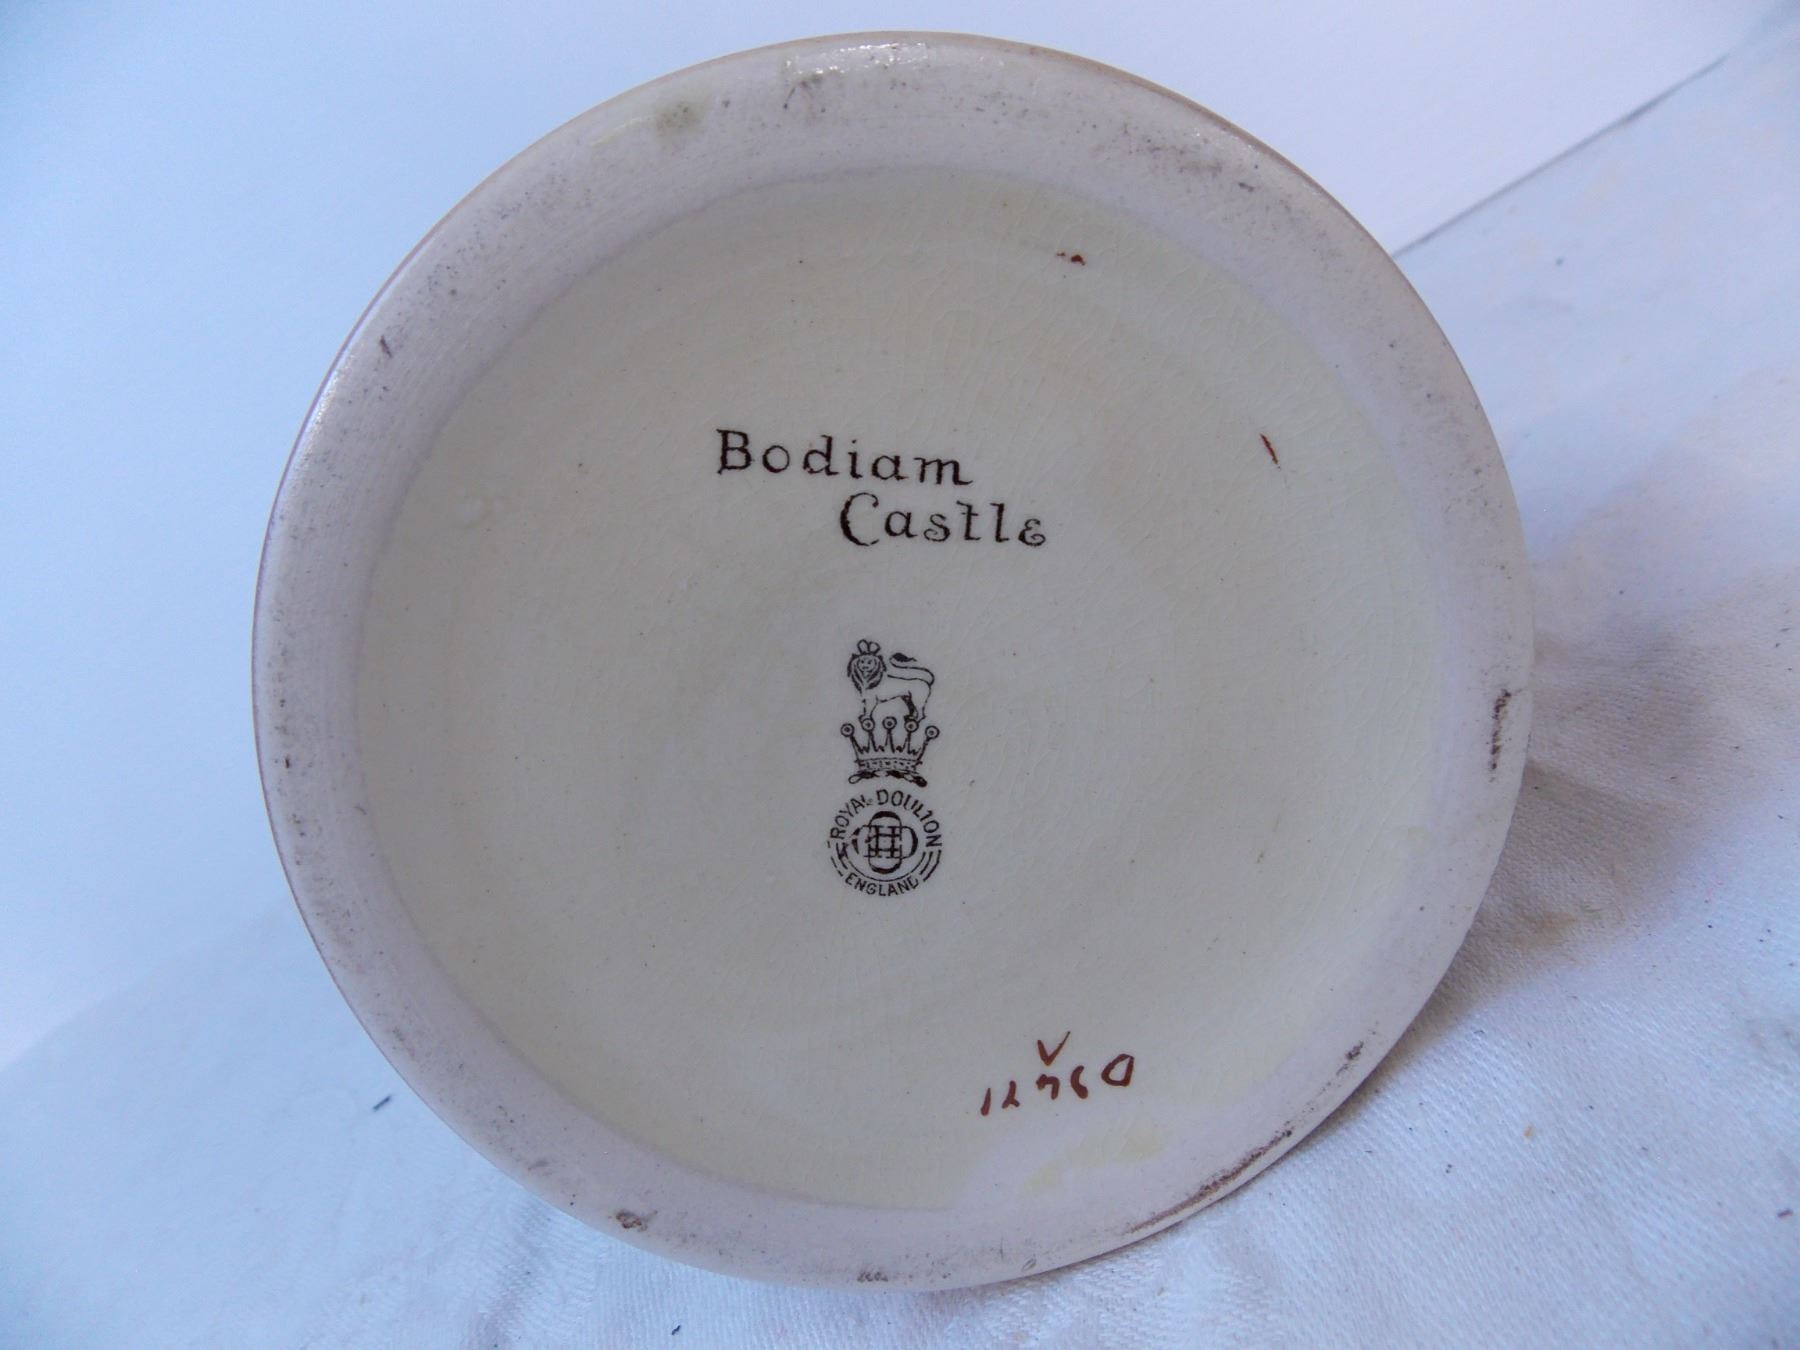 Bodiam
Castle
ROYAL DOULTON
ENGLAND
V